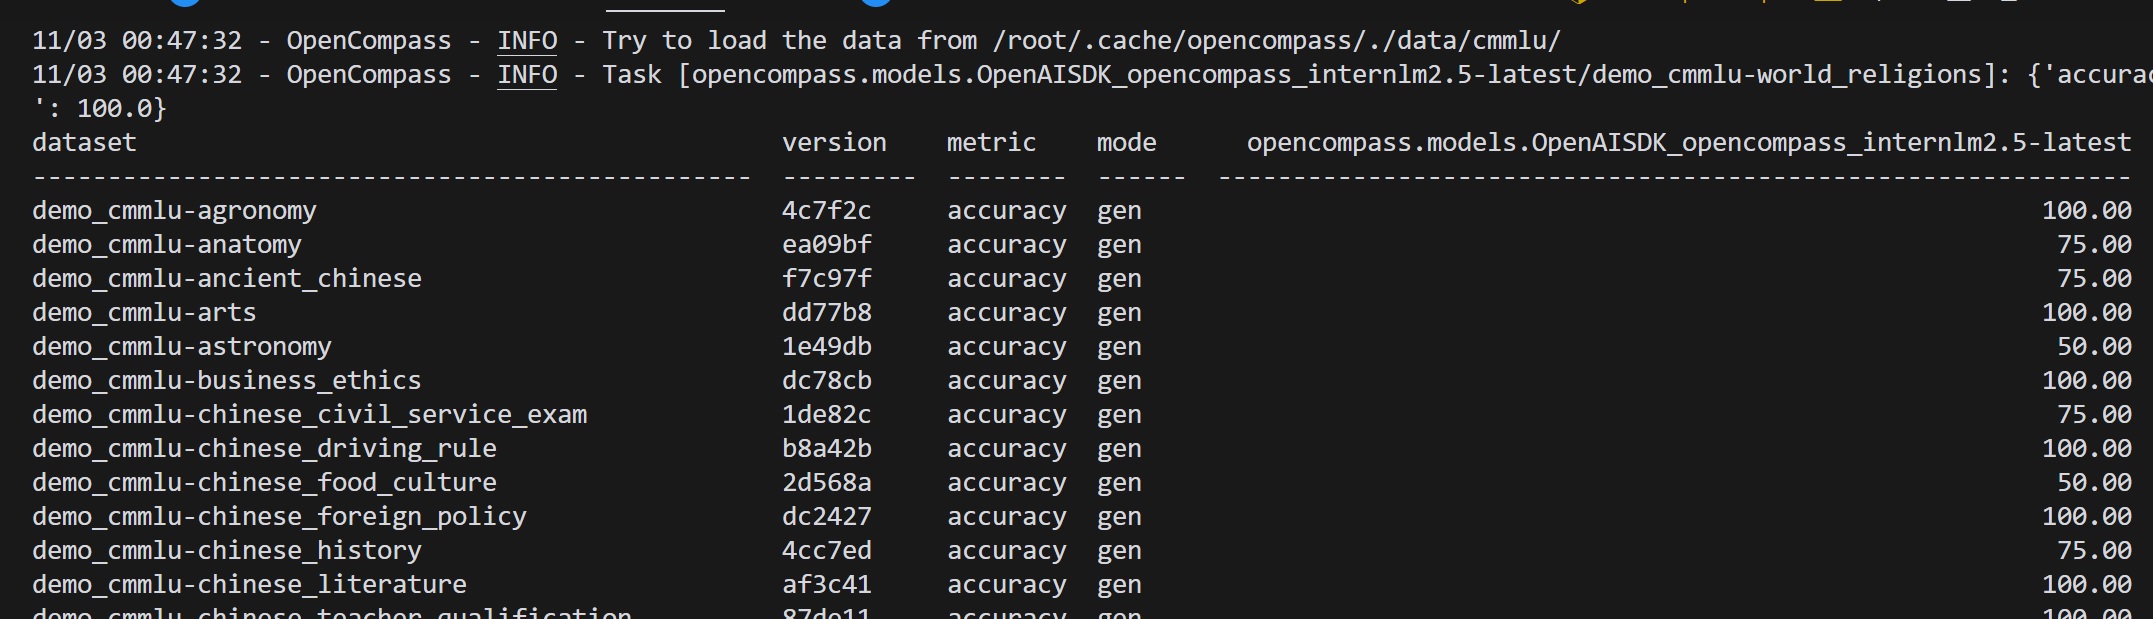 11/03 00:47:32 - OpenCompass - INFO - Try to load the data from /root/.cache/opencompass/./data/cmmlu/
11/03 00:47:32 - OpenCompass - INFO - Task [opencompass.models.OpenAISDK_opencompass_internlm2.5-latest/demo_cmmlu-world_religions]: {'accurac
': 100.0}
dataset version metric mode opencompass.models.OpenAISDK_opencompass_internlm2.5-latest
------------------------------------------------ --------- -------- ------ -------------------------------------------------------------
demo_cmmlu-agronomy 4c7f2c accuracy gen 100.00
demo_cmmlu-anatomy ea09bf accuracy gen 75.00
demo_cmmlu-ancient_chinese f7c97f accuracy gen 75.00
demo_cmmlu-arts dd77b8 accuracy gen 100.00
demo_cmmlu-astronomy 1e49db accuracy gen 50.00
demo_cmmlu-business_ethics dc78cb accuracy gen 100.00
demo_cmmlu-chinese_civil_service_exam 1de82c accuracy gen 75.00
demo_cmmlu-chinese_driving_rule b8a42b accuracy gen 100.00
demo_cmmlu-chinese_food_culture 2d568a accuracy gen 50.00
demo_cmmlu-chinese_foreign_policy dc2427 accuracy gen 100.00
demo_cmmlu-chinese_history 4cc7ed accuracy gen 75.00
demo_cmmlu-chinese_literature af3c41 accuracy gen 100.00
demo_cmmlu-chinese_teacher_qualification 87de11 accuracy gen 100.00